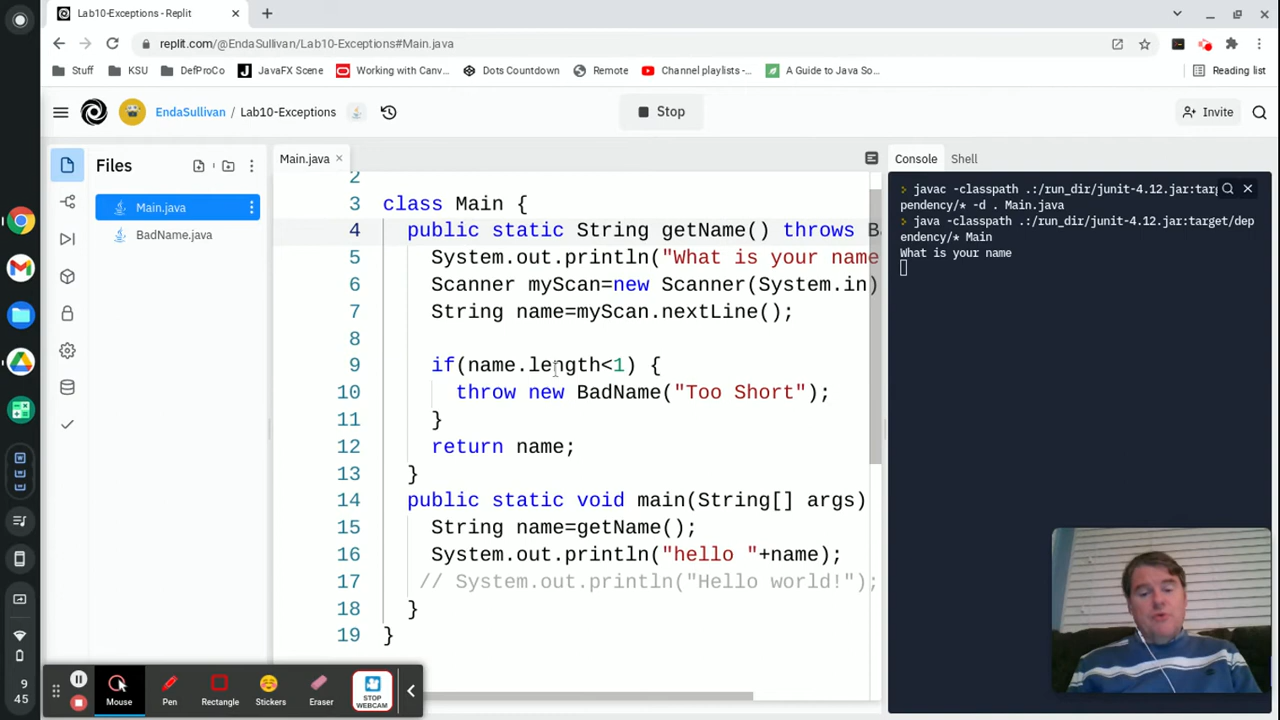 Lab10-Exceptions - Replit
replit.com/@EndaSullivan/Lab10-Exceptions#Main.java
Stuff KSU DefProCo JavaFX Scene Working with Canv... Dots Countdown Remote Channel playlists -... A Guide to Java So... Reading list
EndaSullivan / Lab10-Exceptions Stop Invite
Files Main.java Console Shell
Main.java
BadName.java
2
3 class Main {
4 public static String getName() throws B
5 System.out.println("What is your name
6 Scanner myScan=new Scanner(System.in)
7 String name=myScan.nextLine();
8
9 if(name.length<1) {
10 throw new BadName("Too Short");
11 }
12 return name;
13 }
14 public static void main(String[] args)
15 String name=getName();
16 System.out.println("hello "+name);
17 // System.out.println("Hello world!");
18 }
19 }
> javac -classpath .:/run_dir/junit-4.12.jar:targ
pendency/* -d . Main.java
> java -classpath .:/run_dir/junit-4.12.jar:target/dep
endency/* Main
What is your name
9
45
Mouse Pen Rectangle Stickers Eraser STOP WEBCAM